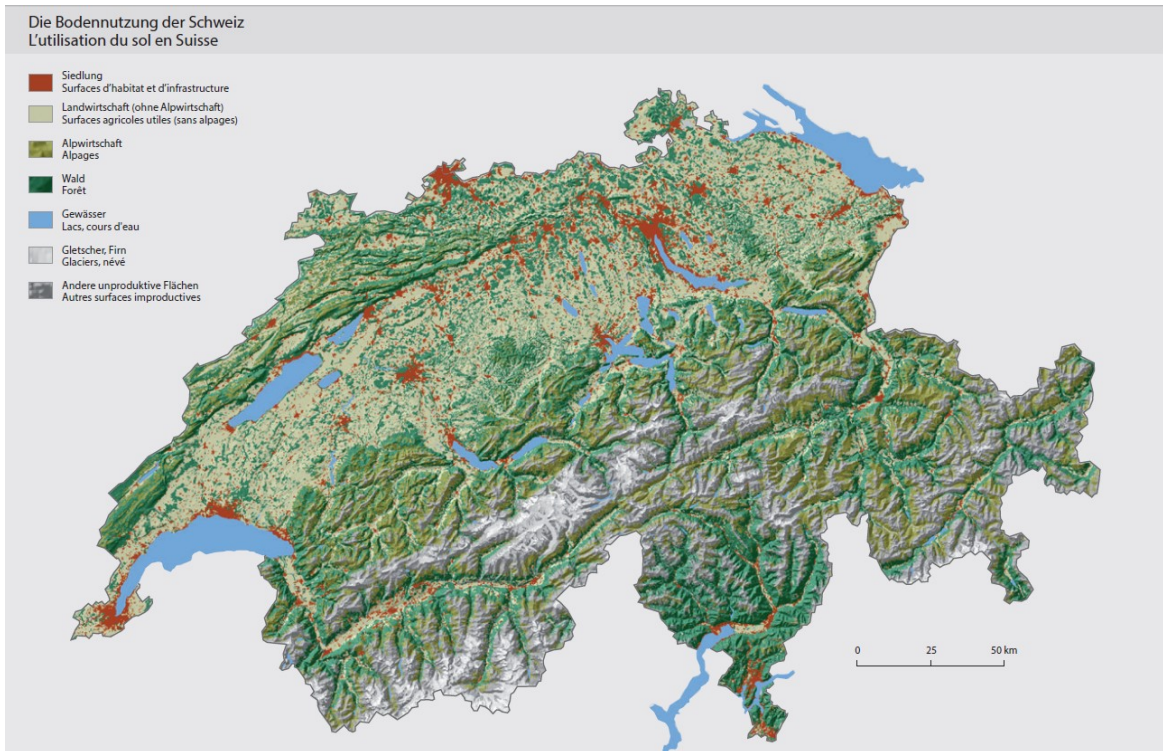 Die Bodennutzung der Schweiz
L'utilisation du sol en Suisse
Siedlung
Surfaces d'habitat et d'infrastructure
Landwirtschaft (ohne Alpwirtschaft)
Surfaces agricoles utiles (sans alpages)
Alpwirtschaft
Alpages
Wald
Forêt
Gewässer
Lacs, cours d'eau
Gletscher, Firn
Glaciers, névé
Andere unproduktive Flächen
Autres surfaces improductives
0 25 50 km